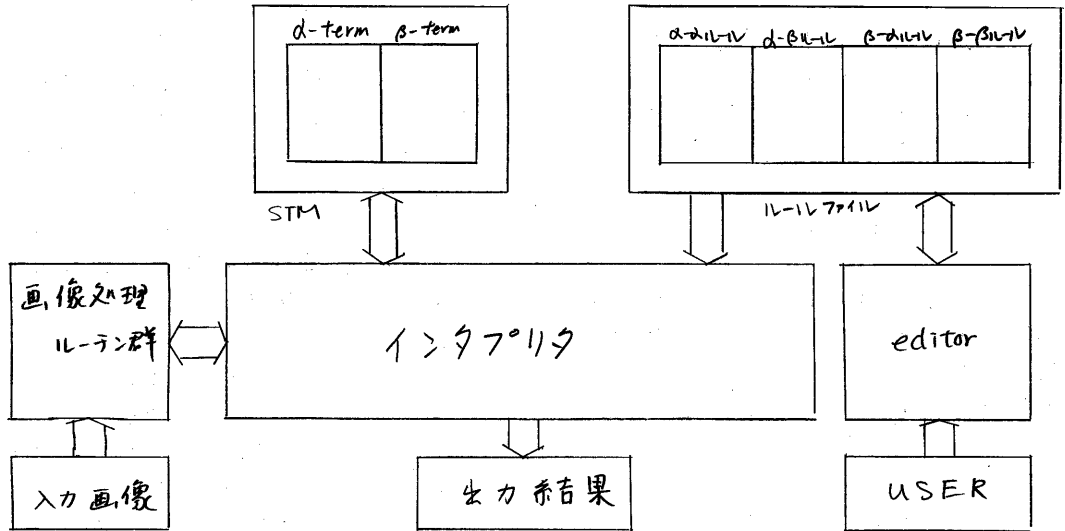 α-term β-term
α-αルール α-βルール β-αルール β-βルール
STM
ルールファイル
画像処理
ルーチン群
インタプリタ
editor
入力画像
出力結果
USER